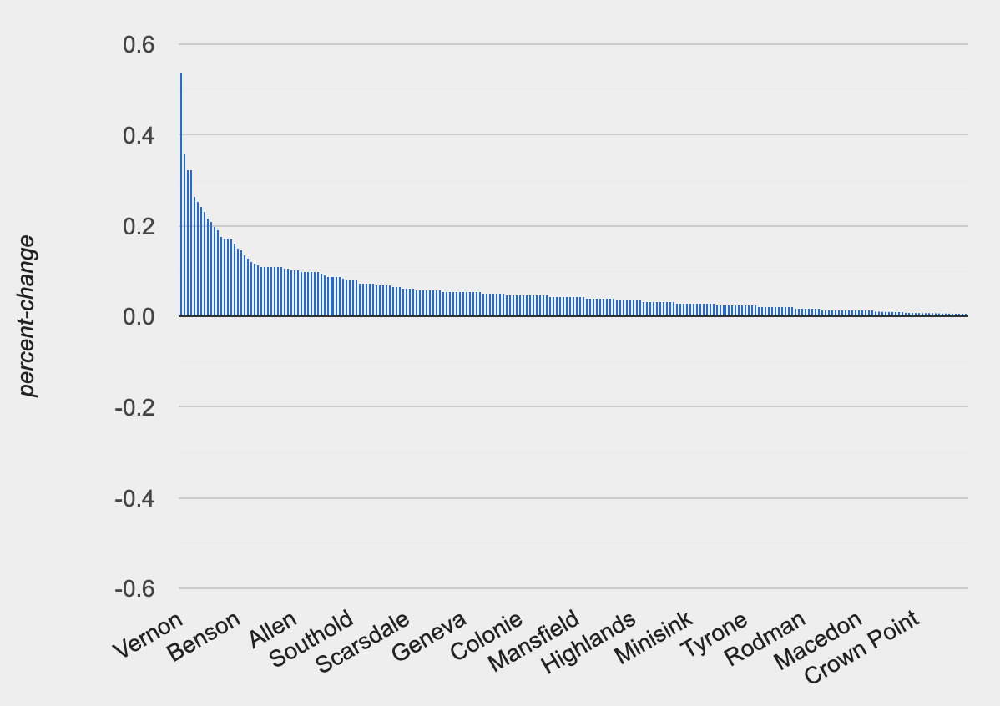 0.6
0.4
0.2
0.0
-0.2
-0.4
-0.6
percent-change
Vernon
Benson
Allen
Southold
Scarsdale
Geneva
Colonie
Mansfield
Highlands
Minisink
Tyrone
Rodman
Macedon
Crown Point